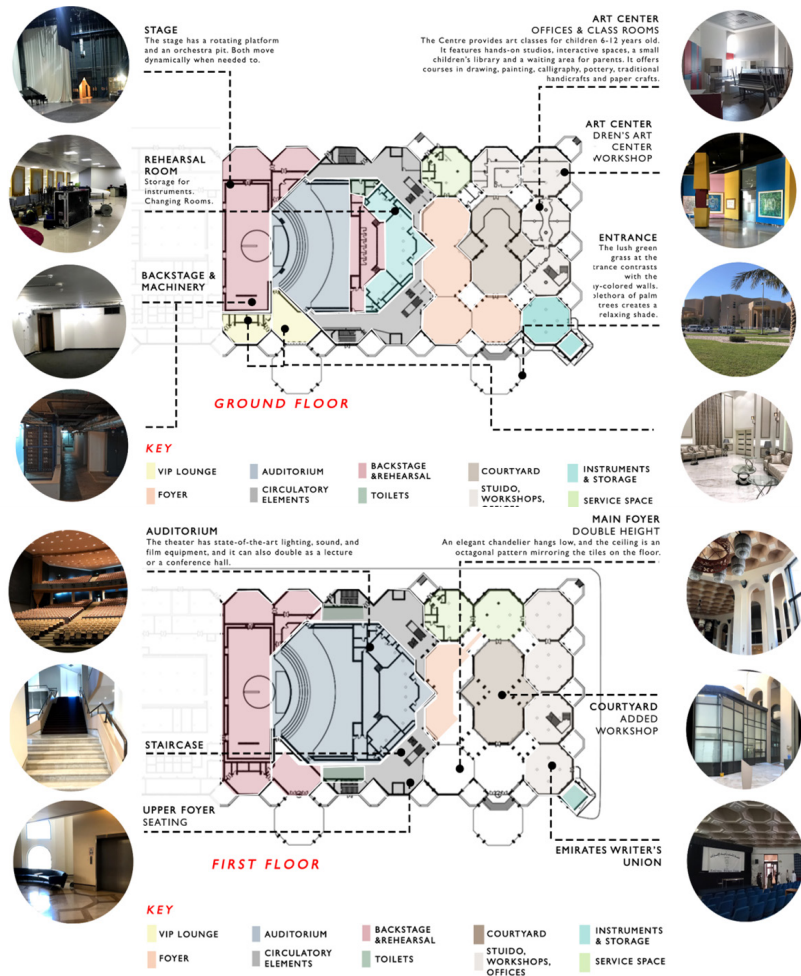 STAGE
The stage has a rotating platform
and an orchestra pit. Both move
dynamically when needed to.
ART CENTER
OFFICES & CLASS ROOMS
The Centre provides art classes for children 6-12 years old.
It features hands-on studios, interactive spaces, a small
children's library and a waiting area for parents. It offers
courses in drawing, painting, calligraphy, pottery, traditional
handicrafts and paper crafts.
REHEARSAL
ROOM
Storage for
instruments.
Changing Rooms.
ART CENTER
DREN'S ART
CENTER
WORKSHOP
BACKSTAGE &
MACHINERY
ENTRANCE
The lush green
grass at the
trance contrasts
with the
y-colored walls.
plethora of palm
trees creates a
relaxing shade.
GROUND FLOOR
KEY
VIP LOUNGE
AUDITORIUM
BACKSTAGE
&REHEARSAL
COURTYARD
INSTRUMENTS
& STORAGE
FOYER
CIRCULATORY
ELEMENTS
TOILETS
STUIDO,
WORKSHOPS,
SERVICE SPACE
AUDITORIUM
The theater has state-of-the-art lighting, sound, and
film equipment, and it can also double as a lecture
or a conference hall.
MAIN FOYER
DOUBLE HEIGHT
An elegant chandelier hangs low, and the ceiling is an
octagonal pattern mirroring the tiles on the floor.
STAIRCASE
COURTYARD
ADDED
WORKSHOP
UPPER FOYER
SEATING
EMIRATES WRITER'S
UNION
FIRST FLOOR
KEY
VIP LOUNGE
AUDITORIUM
BACKSTAGE
&REHEARSAL
COURTYARD
INSTRUMENTS
& STORAGE
FOYER
CIRCULATORY
ELEMENTS
TOILETS
STUIDO,
WORKSHOPS,
OFFICES
SERVICE SPACE